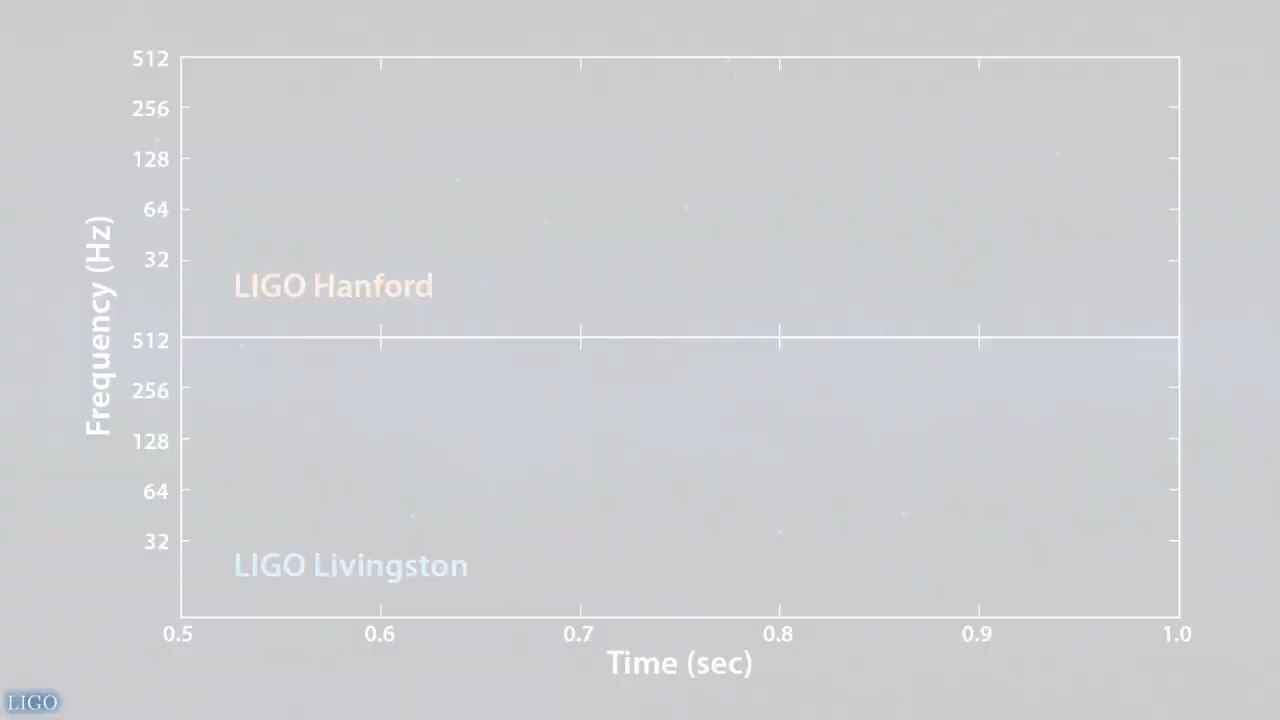 512
256
128
64
32
LIGO Hanford
Frequency (Hz)
512
256
128
64
32
LIGO Livingston
0.5 0.6 0.7 0.8 0.9 1.0
Time (sec)
LIGO